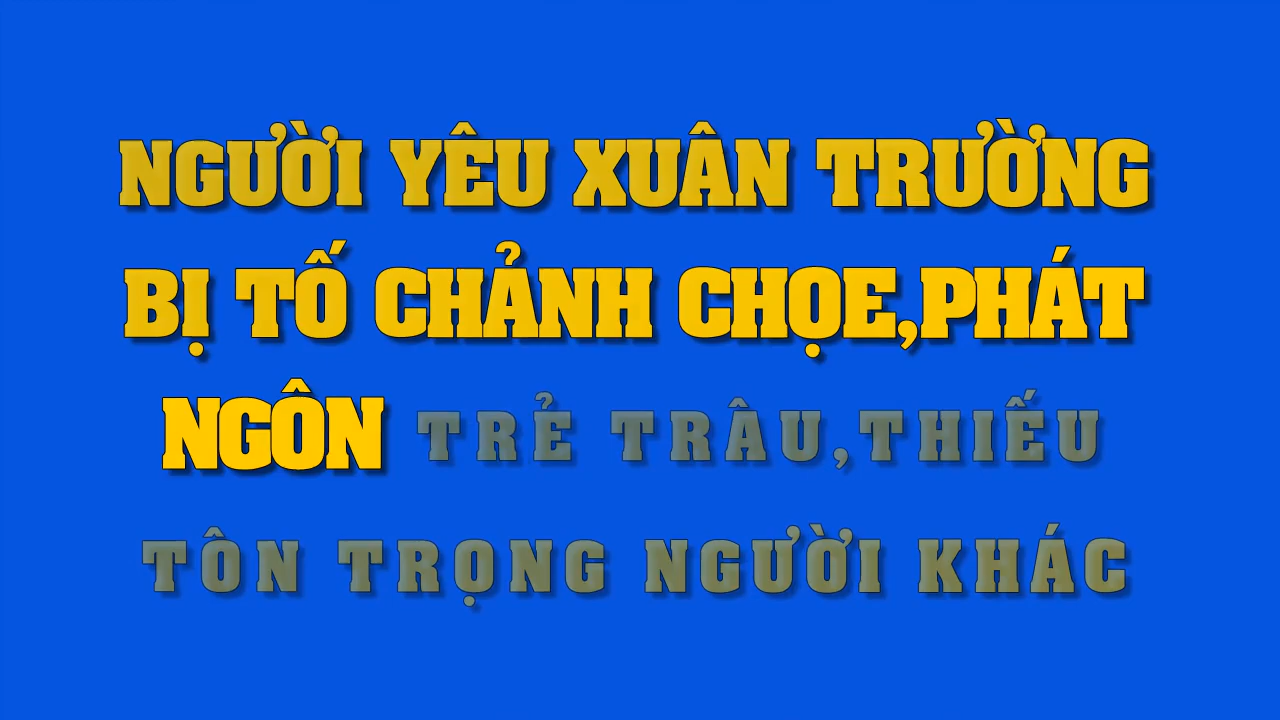 NGƯỜI YÊU XUÂN TRƯỜNG
BỊ TỐ CHẢNH CHỌE,PHÁT
NGÔN TRẺ TRÂU,THIẾU
TÔN TRỌNG NGƯỜI KHÁC